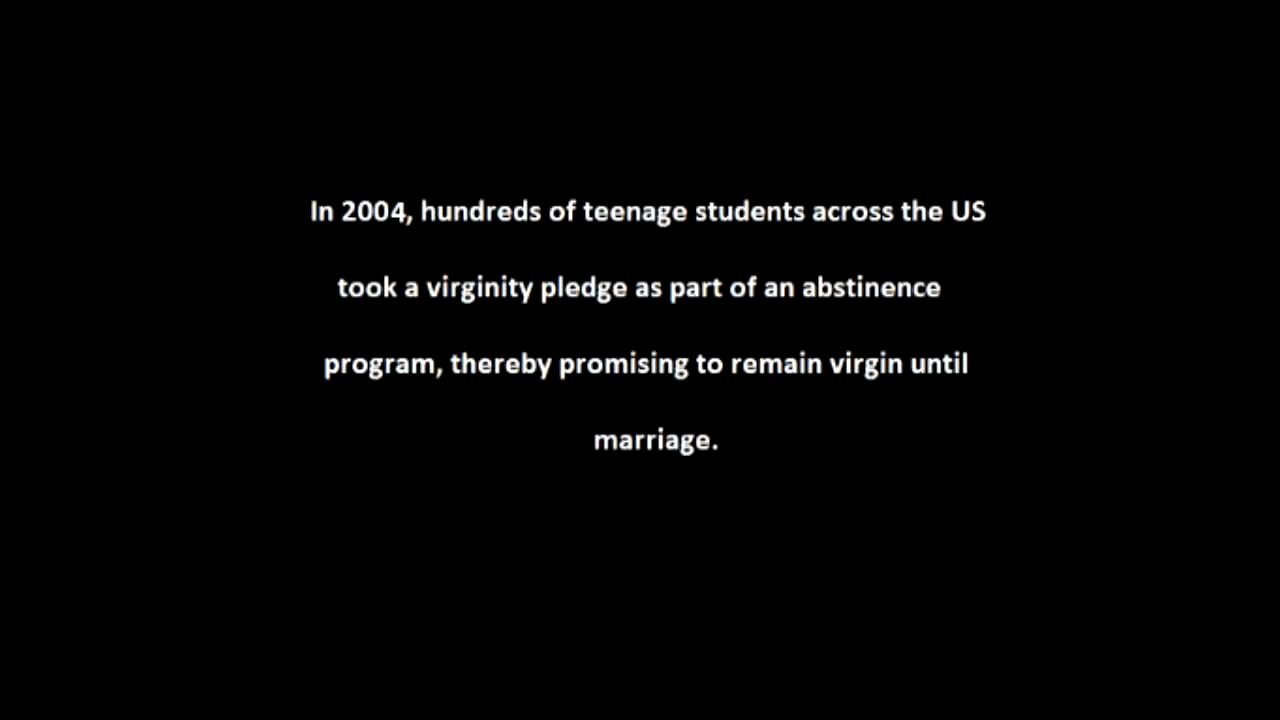 In 2004, hundreds of teenage students across the US
took a virginity pledge as part of an abstinence
program, thereby promising to remain virgin until
marriage.